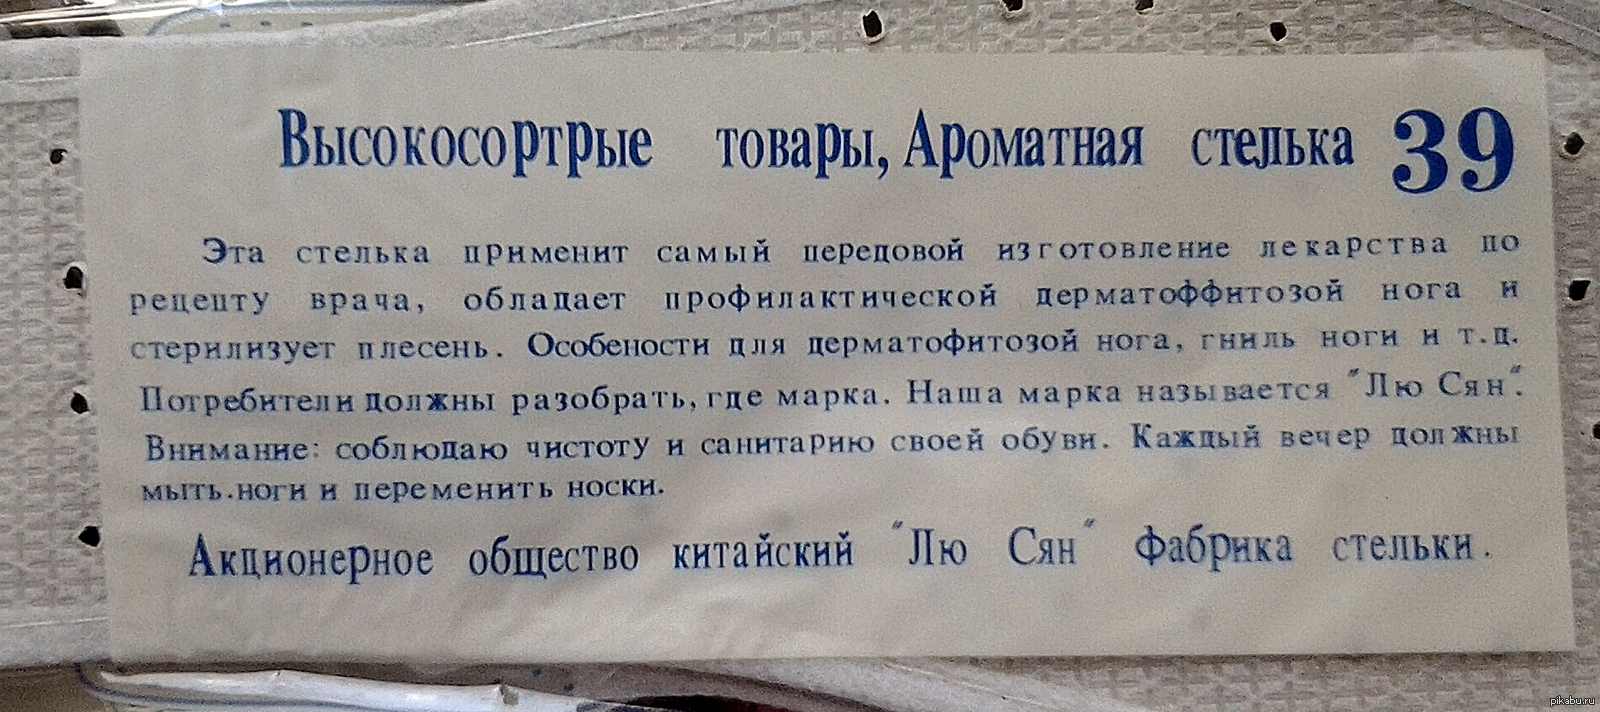 Высокосортрые товары, Ароматная стелька 39
Эта стелька применит самый передовой изготовление лекарства по
рецепту врача, обладает профилактической дерматоффитозой нога и
стерилизует плесень. Особености для дерматофитозой нога, гниль ноги и т.д.
Потребители должны разобрать, где марка. Наша марка называется "Лю Сян".
Внимание: соблюдаю чистоту и санитарию своей обуви. Каждый вечер должны
мыть.ноги и переменить носки.
Акционерное общество китайский "Лю Сян" фабрика стельки.
pikabu.ru